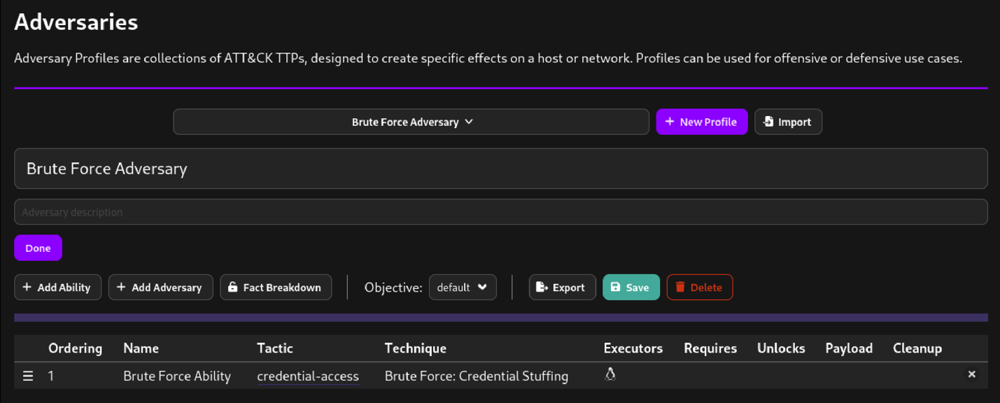 Adversaries
Adversary Profiles are collections of ATT&CK TTPs, designed to create specific effects on a host or network. Profiles can be used for offensive or defensive use cases.
Brute Force Adversary
+ New Profile
Import
Brute Force Adversary
Adversary description
Done
+ Add Ability
+ Add Adversary
Fact Breakdown
Objective:
default
Export
Save
Delete
Ordering Name Tactic Technique Executors Requires Unlocks Payload Cleanup
1 Brute Force Ability credential-access Brute Force: Credential Stuffing